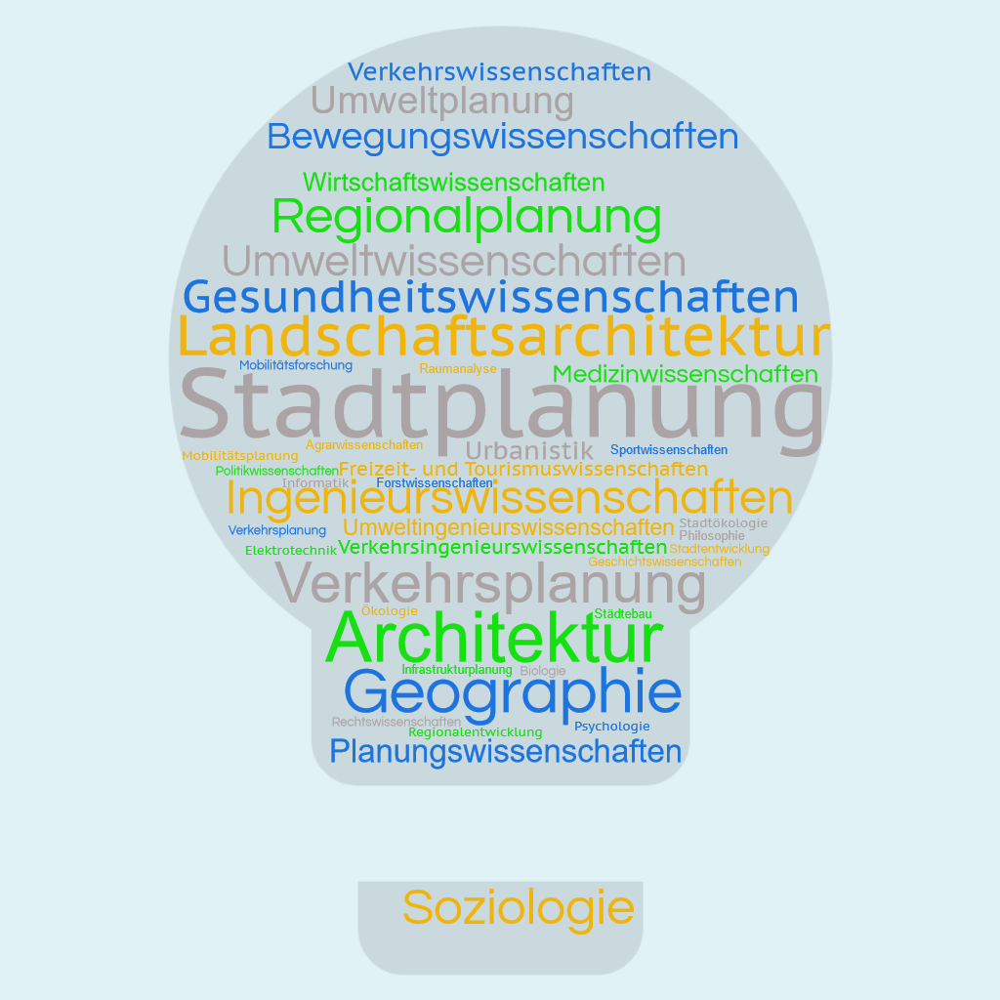 Verkehrswissenschaften
Umweltplanung
Bewegungswissenschaften
Wirtschaftswissenschaften
Regionalplanung
Umweltwissenschaften
Gesundheitswissenschaften
Landschaftsarchitektur
Mobilitätsforschung
Raumanalyse
Medizinwissenschaften
Stadtplanung
Agrarwissenschaften
Urbanistik
Sportwissenschaften
Mobilitätsplanung
Politikwissenschaften
Freizeit- und Tourismuswissenschaften
Informatik
Forstwissenschaften
Ingenieurswissenschaften
Stadtökologie
Verkehrsplanung
Umweltingenieurswissenschaften
Philosophie
Elektrotechnik
Verkehrsingenieurswissenschaften
Stadtentwicklung
Geschichtswissenschaften
Verkehrsplanung
Ökologie
Städtebau
Architektur
Infrastrukturplanung
Biologie
Geographie
Rechtswissenschaften
Psychologie
Regionalentwicklung
Planungswissenschaften
Soziologie